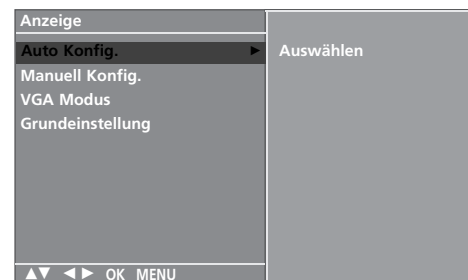 Anzeige
Auto Konfig. ► Auswählen
Manuell Konfig.
VGA Modus
Grundeinstellung
▲▼ ◄► OK MENU